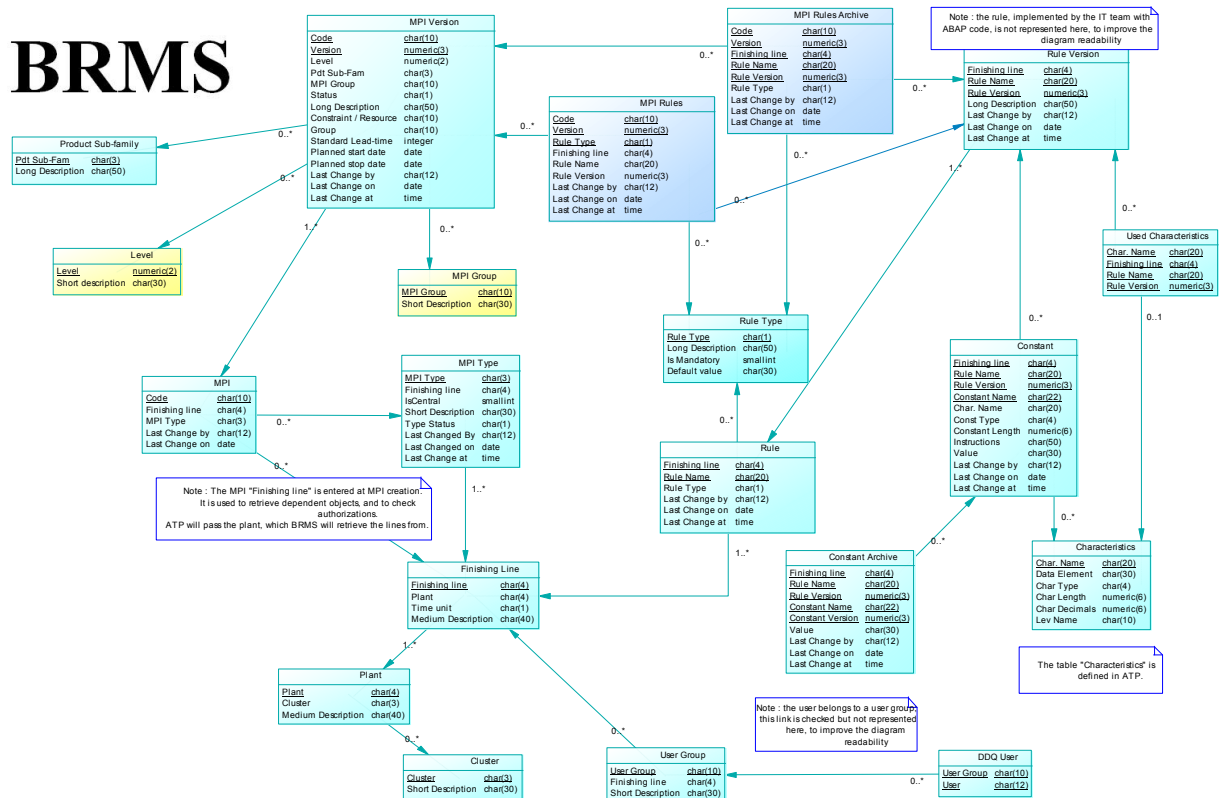 BRMS
MPI Version
Code char(10)
Version numeric(3)
Level numeric(2)
Pdt Sub-Fam char(3)
MPI Group char(10)
Status char(1)
Long Description char(50)
Constraint / Resource char(10)
Group char(10)
Standard Lead-time integer
Planned start date date
Planned stop date date
Last Change by char(12)
Last Change on date
Last Change at time
MPI Rules Archive
Code char(10)
Version numeric(3)
Finishing line char(4)
Rule Name char(20)
Rule Version numeric(3)
Rule Type char(1)
Last Change by char(12)
Last Change on date
Last Change at time
Note : the rule, implemented by the IT team with
ABAP code, is not represented here, to improve the
diagram readability
Rule Version
Finishing line char(4)
Rule Name char(20)
Rule Version numeric(3)
Long Description char(50)
Last Change by char(12)
Last Change on date
Last Change at time
MPI Rules
Code char(10)
Version numeric(3)
Rule Type char(1)
Finishing line char(4)
Rule Name char(20)
Rule Version numeric(3)
Last Change by char(12)
Last Change on date
Last Change at time
Product Sub-family
Pdt Sub-Fam char(3)
Long Description char(50)
0..*
0..*
0..*
0..*
0..*
0..*
0..*
1..*
0..*
0..*
0..*
1..*
0..*
Level
Level numeric(2)
Short description char(30)
MPI Group
MPI Group char(10)
Short Description char(30)
Used Characteristics
Char. Name char(20)
Finishing line char(4)
Rule Name char(20)
Rule Version numeric(3)
0..*
0..1
Rule Type
Rule Type char(1)
Long Description char(50)
Is Mandatory smallint
Default value char(30)
Constant
Finishing line char(4)
Rule Name char(20)
Rule Version numeric(3)
Constant Name char(22)
Char. Name char(20)
Const Type char(4)
Constant Length numeric(6)
Instructions char(50)
Value char(30)
Last Change by char(12)
Last Change on date
Last Change at time
MPI
Code char(10)
Finishing line char(4)
MPI Type char(3)
Last Change by char(12)
Last Change on date
MPI Type
MPI Type char(3)
Finishing line char(4)
IsCentral smallint
Short Description char(30)
Type Status char(1)
Last Changed By char(12)
Last Changed on date
Last Change at time
0..*
0..*
0..*
1..*
Rule
Finishing line char(4)
Rule Name char(20)
Rule Type char(1)
Last Change by char(12)
Last Change on date
Last Change at time
Note : The MPI "Finishing line" is entered at MPI creation.
It is used to retrieve dependent objects, and to check
authorizations.
ATP will pass the plant, which BRMS will retrieve the lines from.
1..*
0..*
0..*
Finishing Line
Finishing line char(4)
Plant char(4)
Time unit char(1)
Medium Description char(40)
Constant Archive
Finishing line char(4)
Rule Name char(20)
Rule Version numeric(3)
Constant Name char(22)
Constant Version numeric(3)
Value char(30)
Last Change by char(12)
Last Change on date
Last Change at time
Characteristics
Char. Name char(20)
Data Element char(30)
Char Type char(4)
Char Length numeric(6)
Char Decimals numeric(6)
Lev Name char(10)
The table "Characteristics" is
defined in ATP.
1..*
Plant
Plant char(4)
Cluster char(3)
Medium Description char(40)
0..*
0..*
Note : the user belongs to a user group;
this link is checked but not represented
here, to improve the diagram
readability
Cluster
Cluster char(3)
Short Description char(30)
User Group
User Group char(10)
Finishing line char(4)
Short Description char(30)
0..*
DDQ User
User Group char(10)
User char(12)